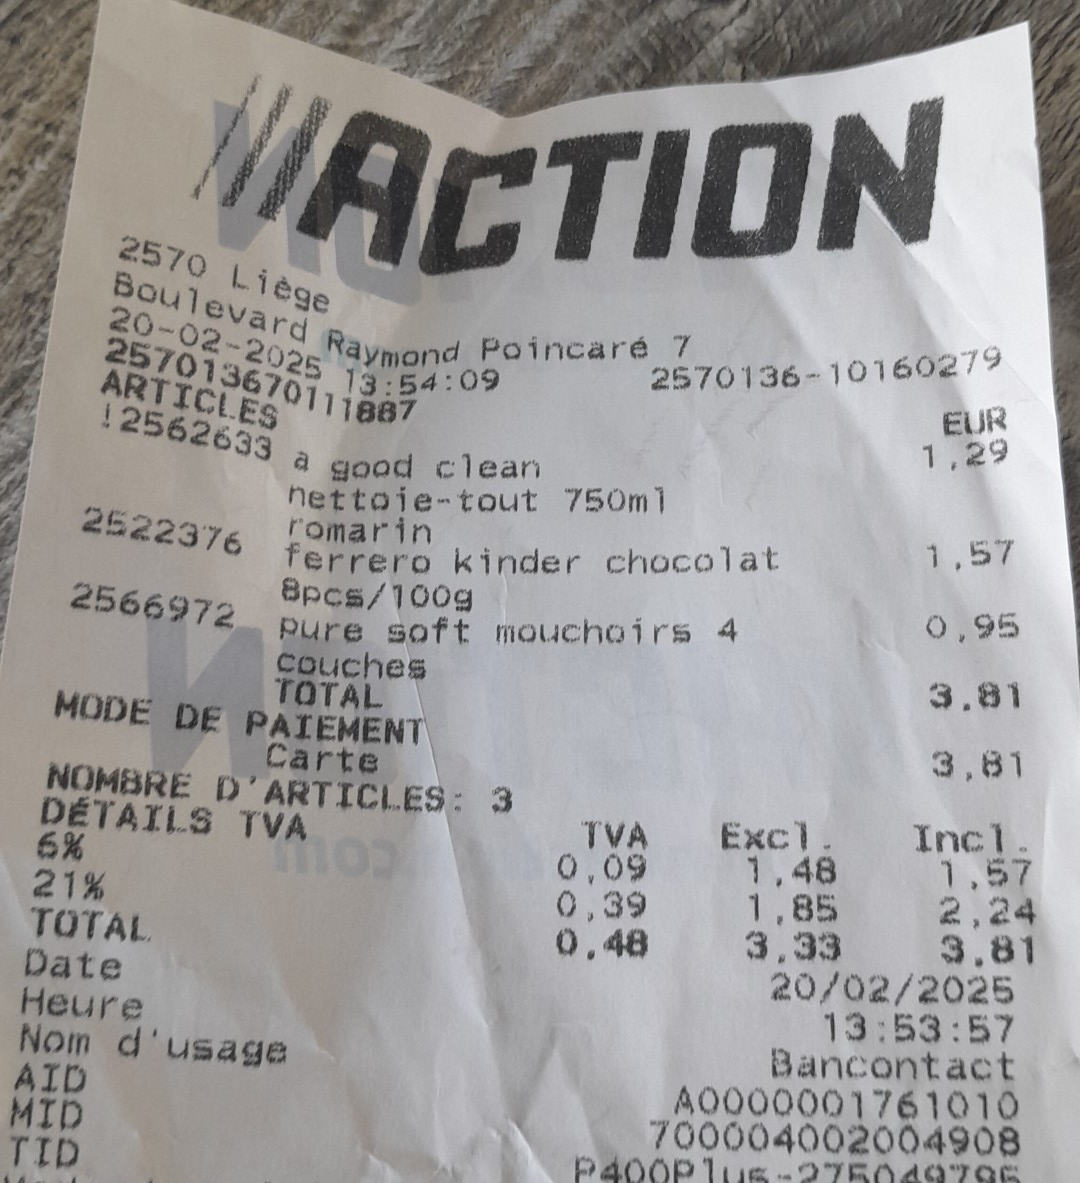 ACTION
2570 Liège
Boulevard Raymond Poincaré 7
20-02-2025 13:54:09 2570136-10160279
257013670111887
ARTICLES EUR
!2562633 a good clean 1,29
nettoie-tout 750ml
romarin
2522376 ferrero kinder chocolat 1,57
8pcs/100g
2566972 pure soft mouchoirs 4 0,95
couches
TOTAL 3.81
MODE DE PAIEMENT
Carte 3,81
NOMBRE D'ARTICLES: 3
DÉTAILS TVA TVA Excl. Incl.
6% 0,09 1,48 1,57
21% 0,39 1,85 2,24
TOTAL 0.48 3.33 3.81
Date 20/02/2025
Heure 13:53:57
Nom d'usage Bancontact
AID A0000001761010
MID 700004002004908
TID P400Plus-275049795